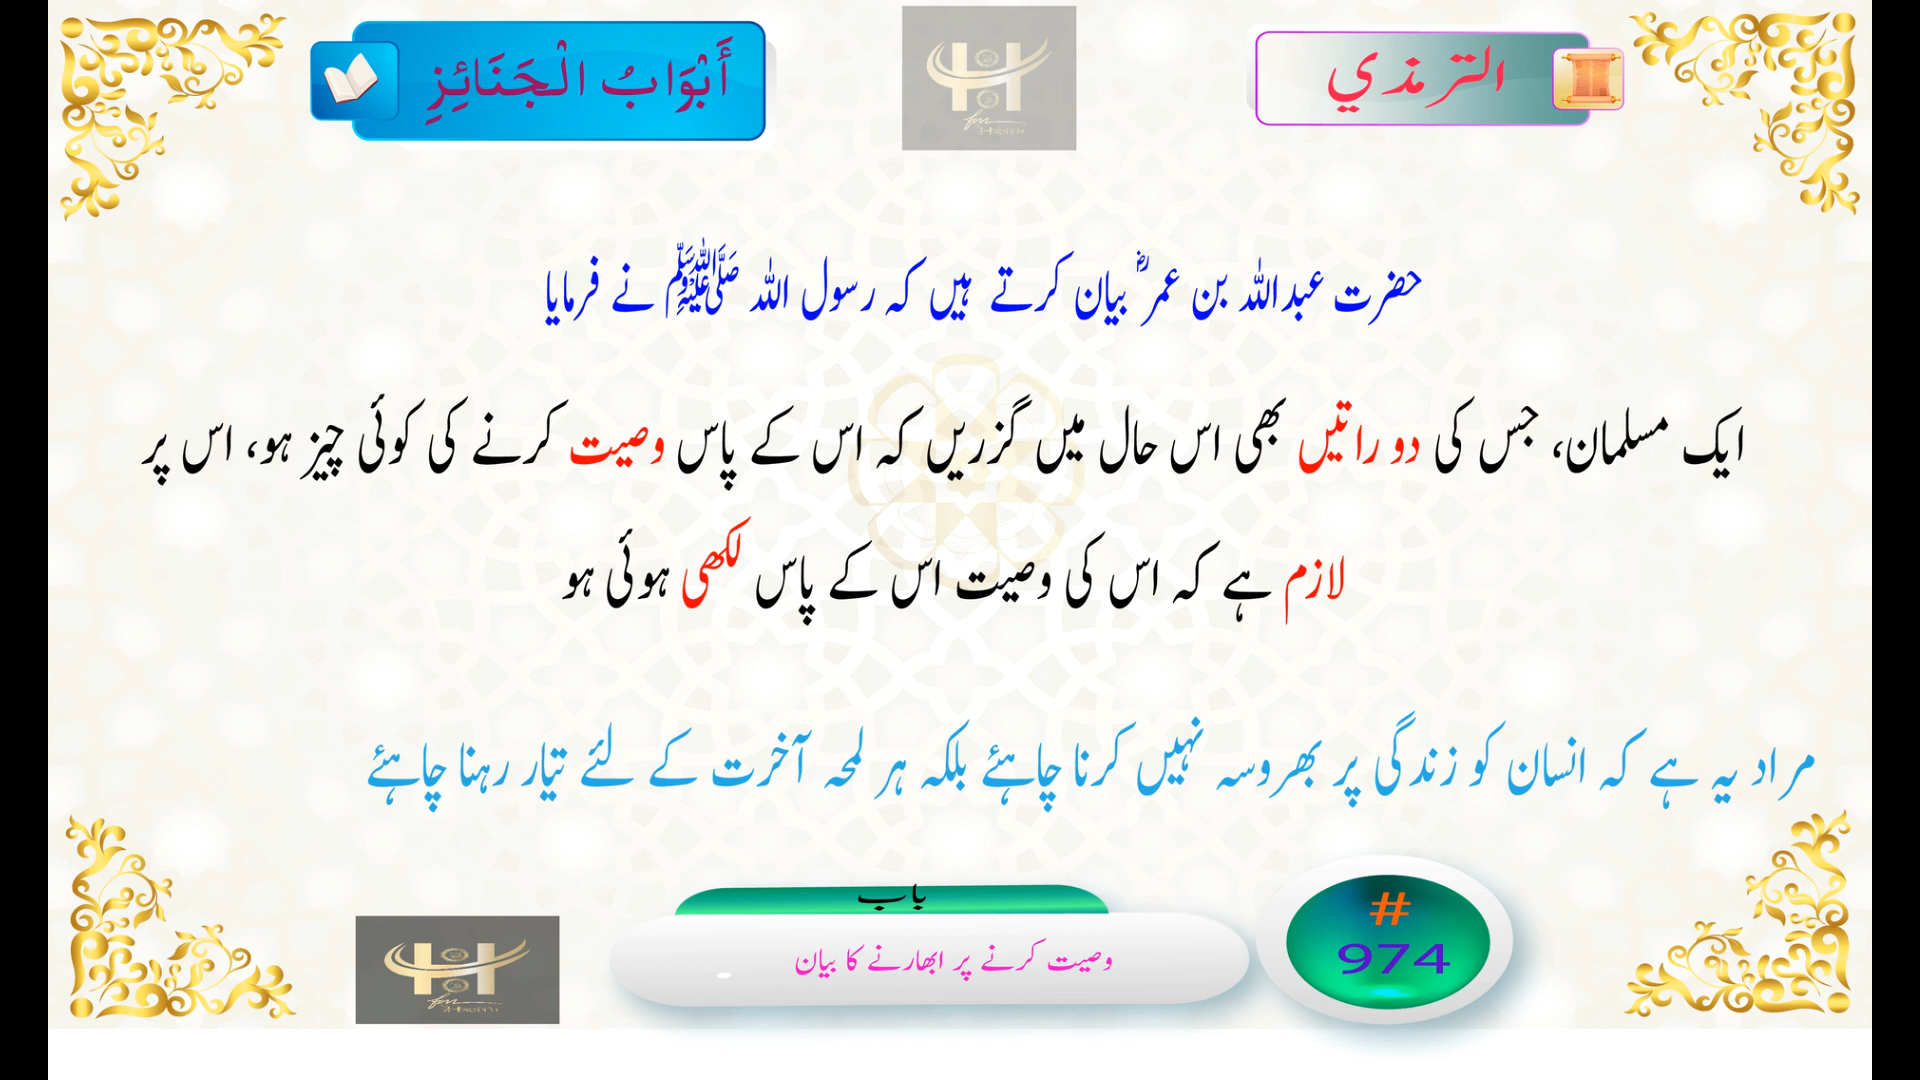 الترمذي
أَبْوَابُ الْجَنَائِزِ
حضرت عبداللہ بن عمرؓ بیان کرتے ہیں کہ رسول اللہ ﷺ نے فرمایا
ایک مسلمان، جس کی دو راتیں بھی اس حال میں گزریں کہ اس کے پاس وصیت کرنے کی کوئی چیز ہو، اس پر
لازم ہے کہ اس کی وصیت اس کے پاس لکھی ہوئی ہو
مراد یہ ہے کہ انسان کو زندگی پر بھروسہ نہیں کرنا چاہئے بلکہ ہر لمحہ آخرت کے لئے تیار رہنا چاہئے
باب
وصیت کرنے پر ابھارنے کا بیان
#
974